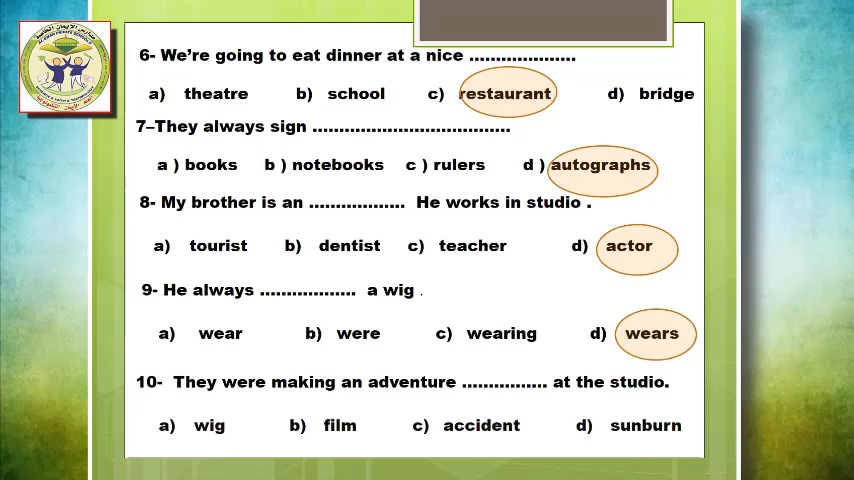 6- We're going to eat dinner at a nice .....................
a) theatre b) school c) restaurant d) bridge
7–They always sign ......................................
a ) books b ) notebooks c ) rulers d ) autographs
8- My brother is an .................. He works in studio .
a) tourist b) dentist c) teacher d) actor
9- He always .................. a wig .
a) wear b) were c) wearing d) wears
10- They were making an adventure ................ at the studio.
a) wig b) film c) accident d) sunburn